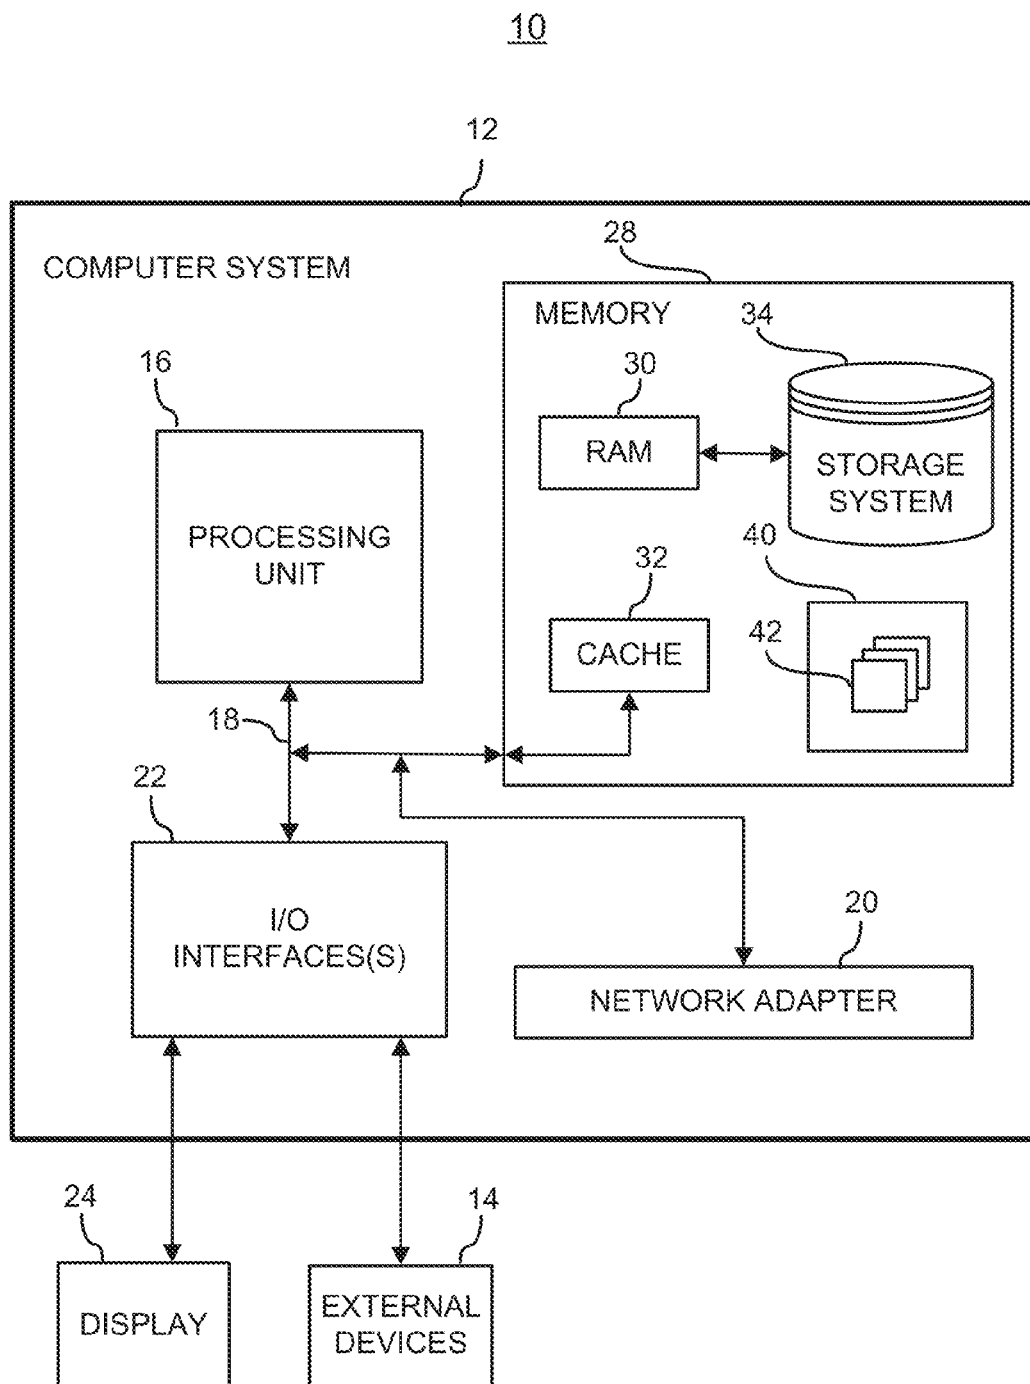 10
12
COMPUTER SYSTEM
28
MEMORY
34
16
30
RAM
STORAGE
SYSTEM
PROCESSING
UNIT
40
32
CACHE
42
18
22
I/O
INTERFACES(S)
20
NETWORK ADAPTER
24
14
DISPLAY
EXTERNAL
DEVICES